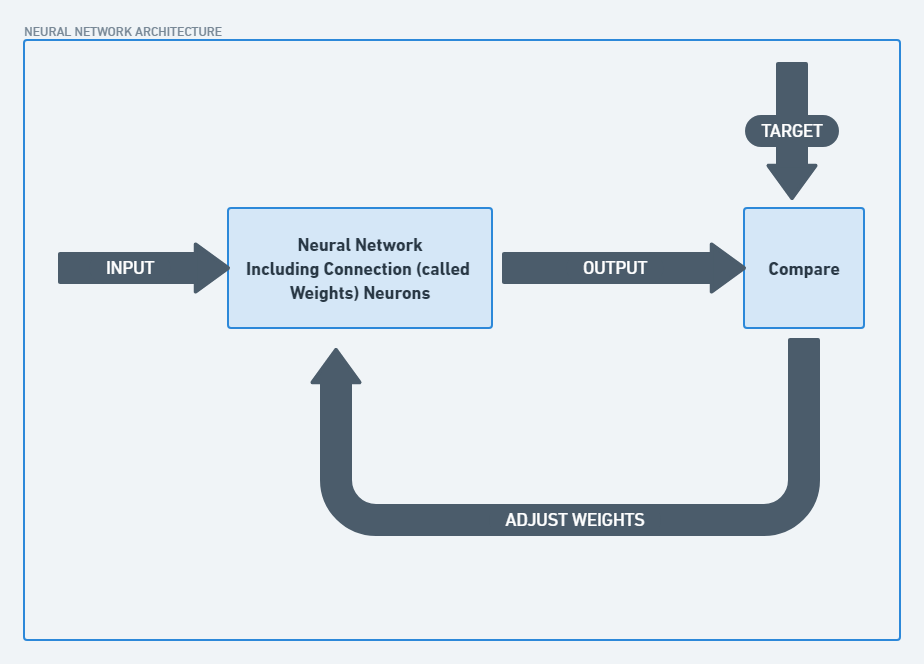 NEURAL NETWORK ARCHITECTURE
TARGET
INPUT
Neural Network
Including Connection (called
Weights) Neurons
OUTPUT
Compare
ADJUST WEIGHTS